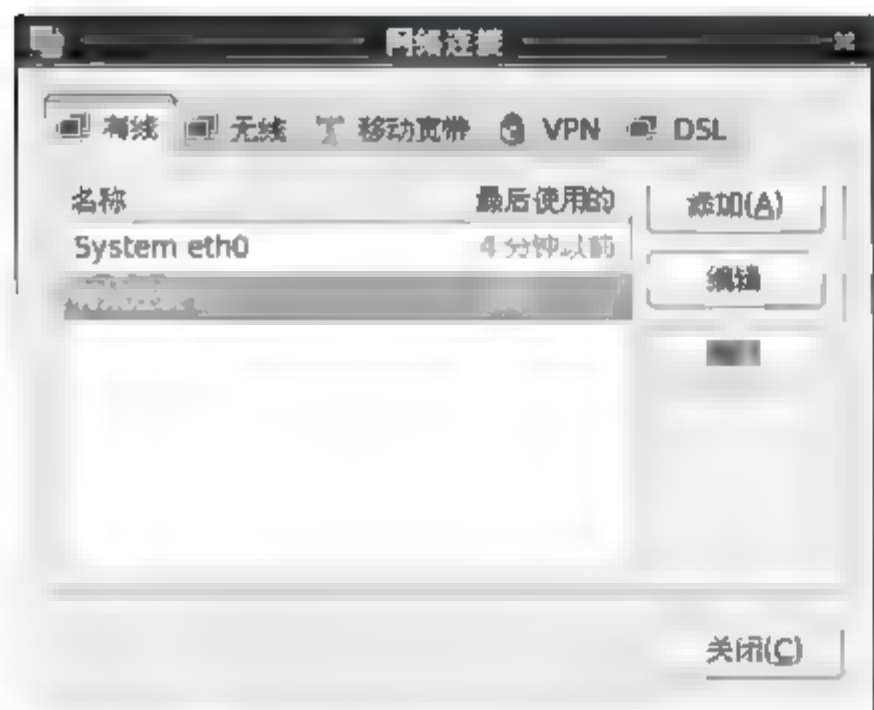 网络连接
有线 无线 移动宽带 VPN DSL
名称 最后使用的 添加(A)
System eth0 4 分钟以前
编辑
关闭(C)